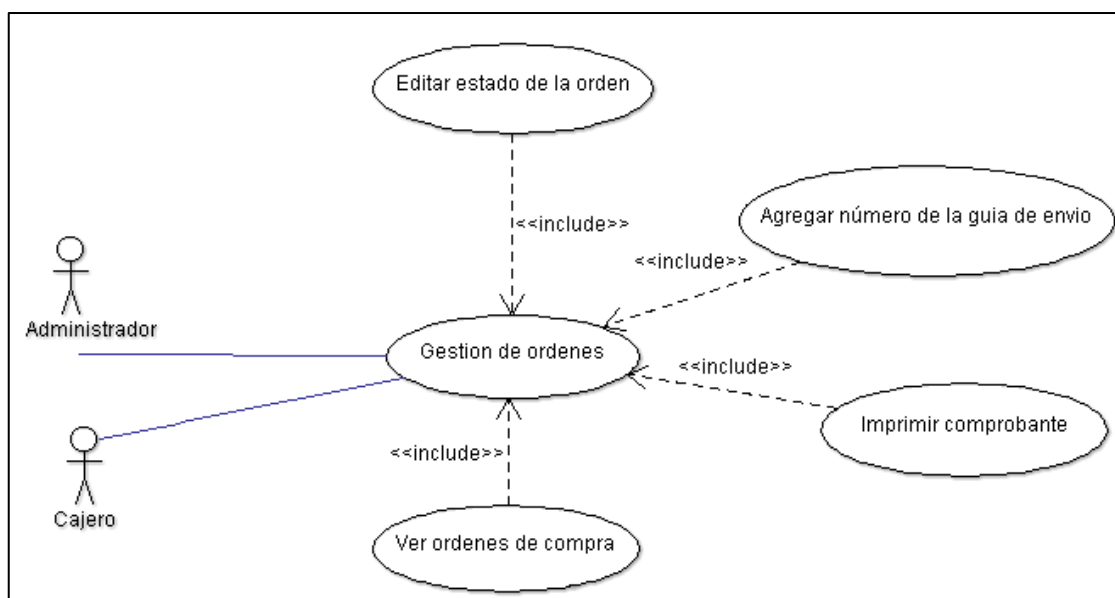 Editar estado de la orden
<<include>>
Agregar número de la guia de envio
<<include>>
Administrador
Gestion de ordenes
<<include>>
Imprimir comprobante
<<include>>
Cajero
Ver ordenes de compra